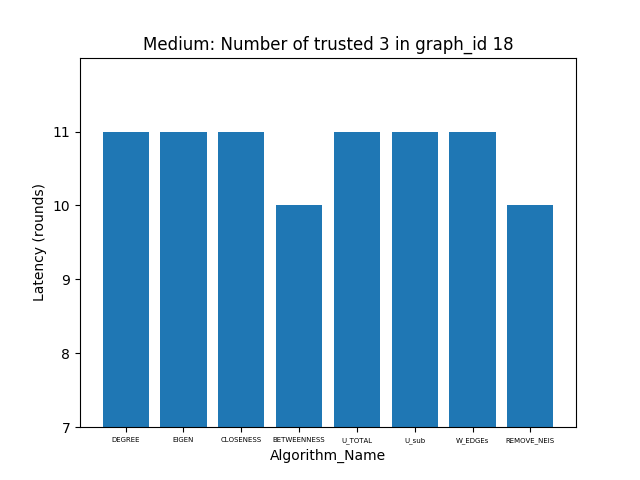 Medium: Number of trusted 3 in graph_id 18
11
10
9
8
7
Latency (rounds)
DEGREE EIGEN CLOSENESS BETWEENNESS U_TOTAL U_sub W_EDGEs REMOVE_NEIS
Algorithm_Name